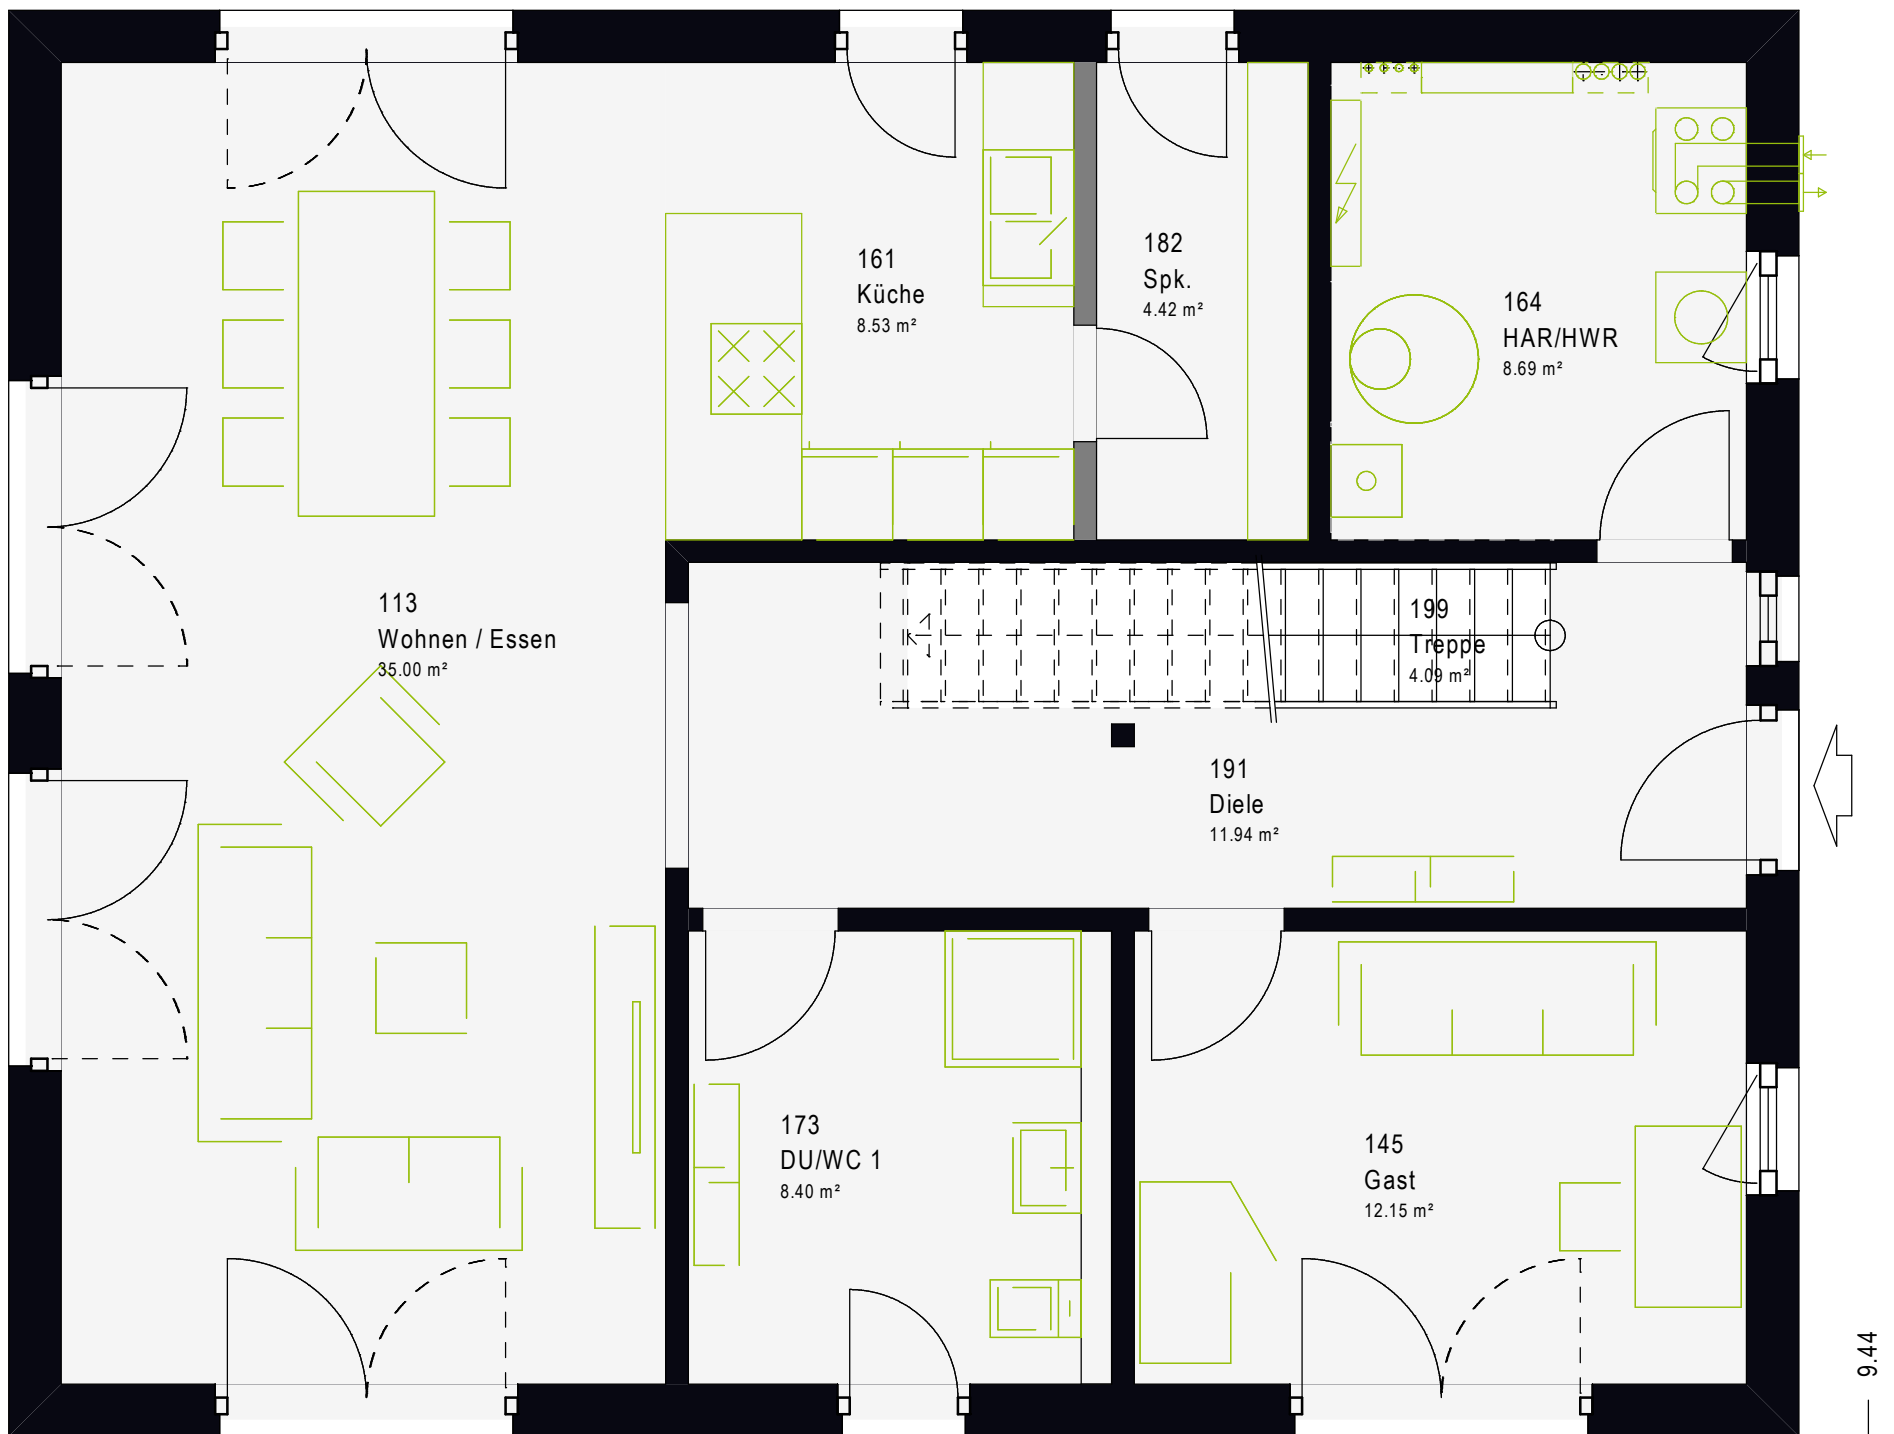 161
Küche
8.53 m²
182
Spk.
4.42 m²
164
HAR/HWR
8.69 m²
113
Wohnen / Essen
35.00 m²
199
Treppe
4.09 m²
191
Diele
11.94 m²
173
DU/WC 1
8.40 m²
145
Gast
12.15 m²
9.44